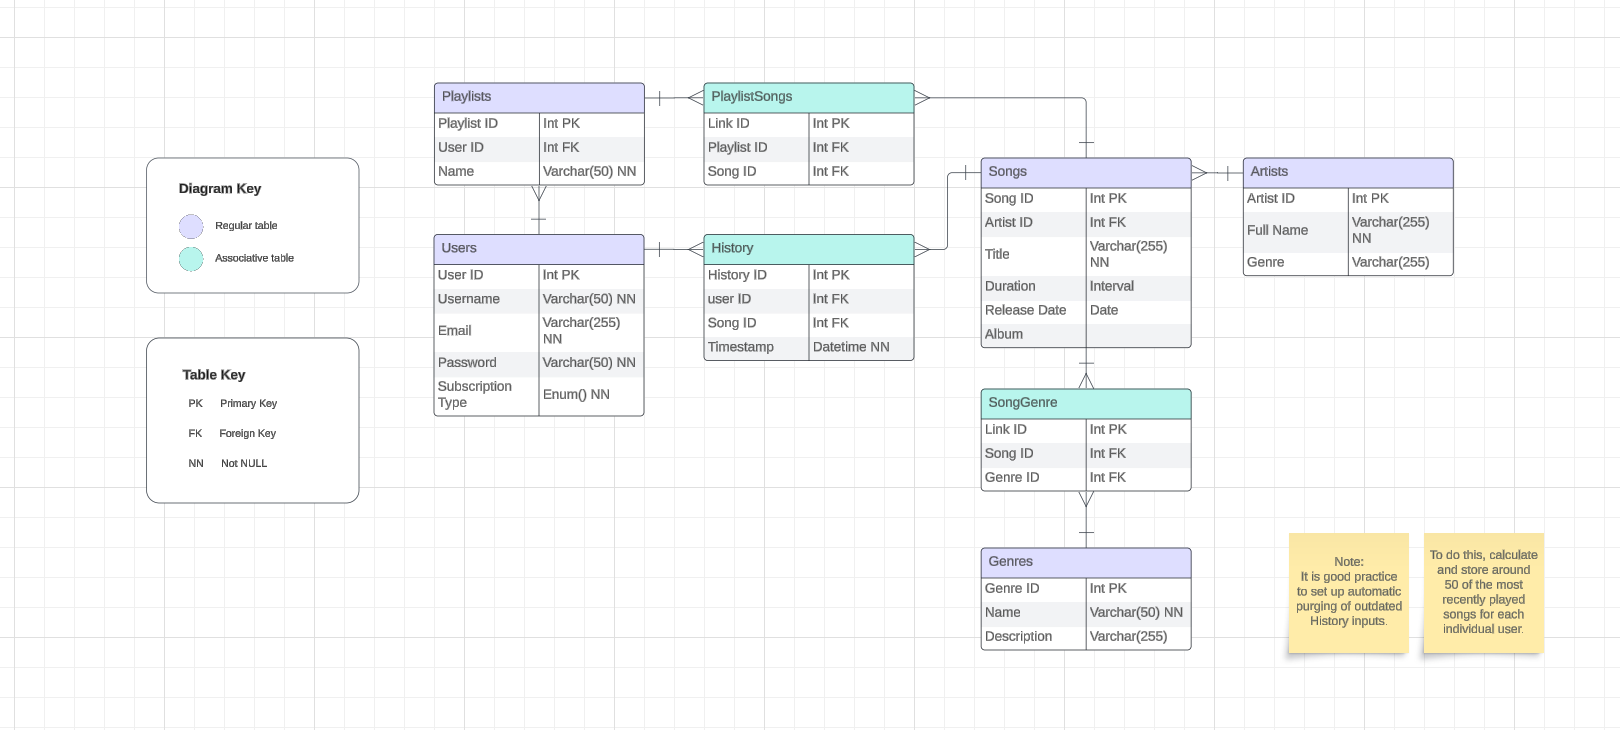 Diagram Key
Regular table
Associative table
Table Key
PK Primary Key
FK Foreign Key
NN Not NULL
Playlists
Playlist ID Int PK
User ID Int FK
Name Varchar(50) NN
Users
User ID Int PK
Username Varchar(50) NN
Email Varchar(255)
NN
Password Varchar(50) NN
Subscription
Type Enum() NN
PlaylistSongs
Link ID Int PK
Playlist ID Int FK
Song ID Int FK
History
History ID Int PK
user ID Int FK
Song ID Int FK
Timestamp Datetime NN
Songs
Song ID Int PK
Artist ID Int FK
Title Varchar(255)
NN
Duration Interval
Release Date Date
Album
SongGenre
Link ID Int PK
Song ID Int FK
Genre ID Int FK
Genres
Genre ID Int PK
Name Varchar(50) NN
Description Varchar(255)
Artists
Artist ID Int PK
Full Name Varchar(255)
NN
Genre Varchar(255)
Note:
It is good practice
to set up automatic
purging of outdated
History inputs.
To do this, calculate
and store around
50 of the most
recently played
songs for each
individual user.